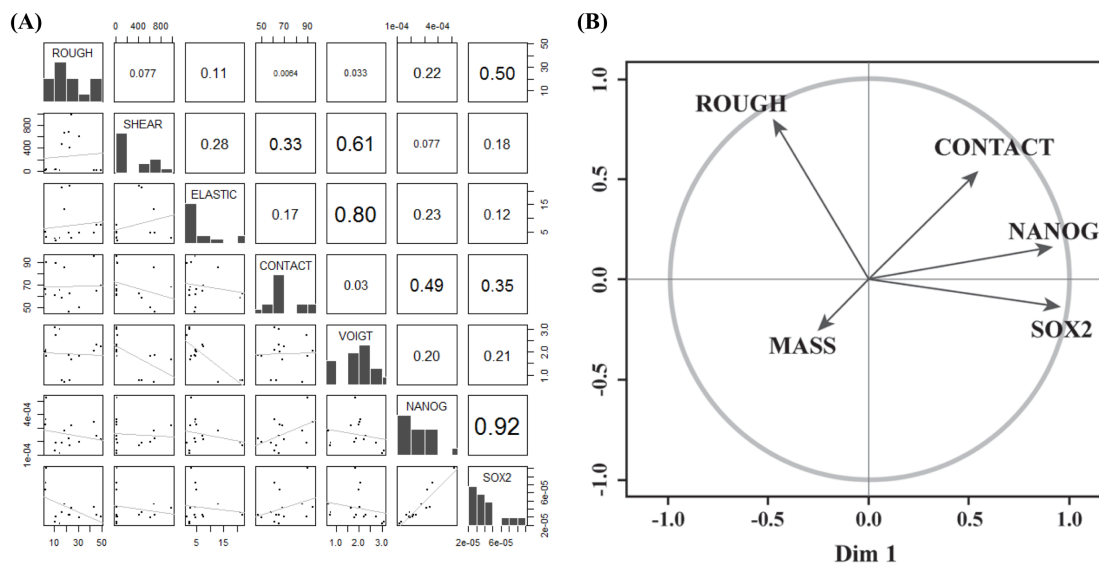 (A)
(B)
0 400 800
50 70 90
1e-04 4e-04
ROUGH
0.077
0.11
0.0064
0.033
0.22
0.50
10 30 50
0 400 800
SHEAR
0.28
0.33
0.61
0.077
0.18
ELASTIC
0.17
0.80
0.23
0.12
5 15
50 70 90
CONTACT
0.03
0.49
0.35
VOIGT
0.20
0.21
1.0 2.0 3.0
1e-04 4e-04
NANOG
0.92
SOX2
2e-05 6e-05
10 30 50
5 15
1.0 2.0 3.0
2e-05 6e-05
1.0
0.5
0.0
-0.5
-1.0
ROUGH
CONTACT
NANOG
SOX2
MASS
-1.0 -0.5 0.0 0.5 1.0
Dim 1